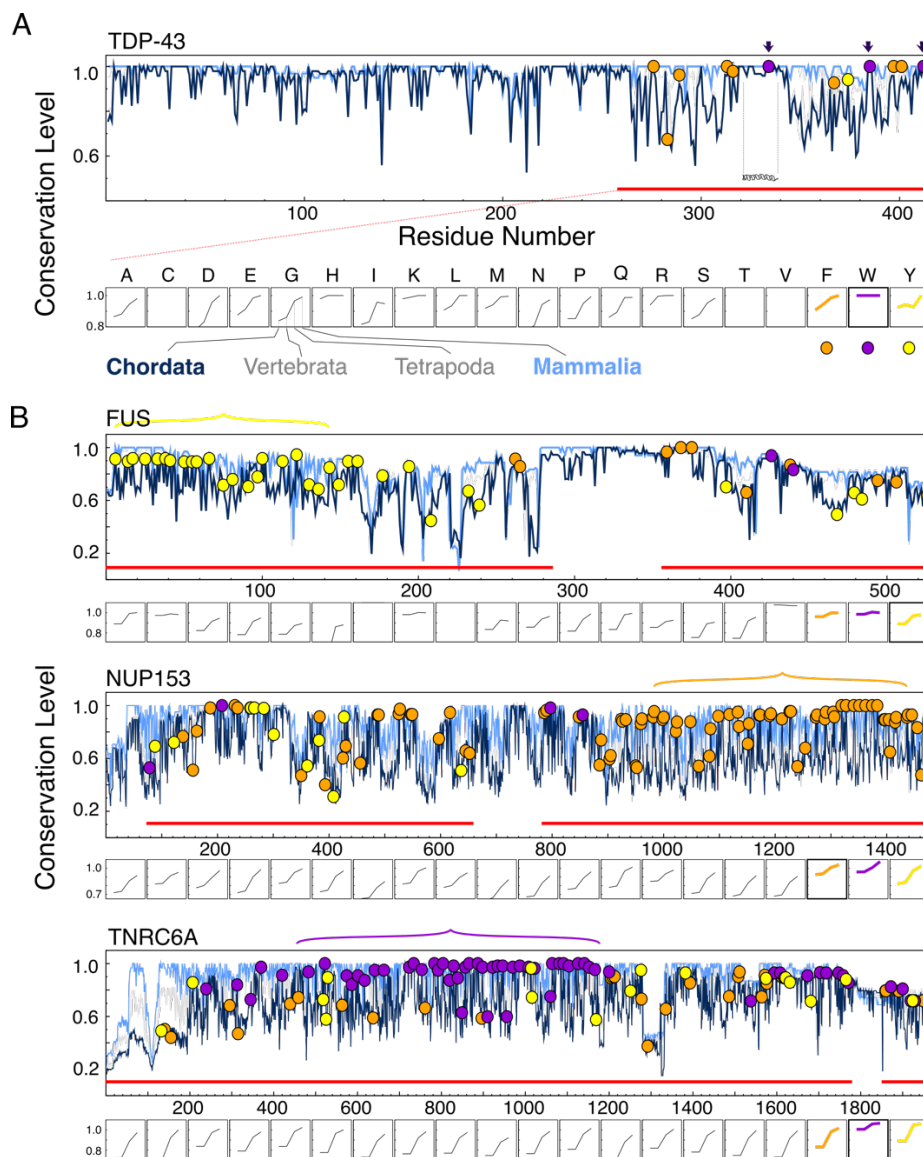 A
TDP-43
1.0
0.6
Conservation Level
100
200
300
400
Residue Number
A C D E G H I K L M N P Q R S T V F W Y
1.0
0.8
Chordata Vertebrata Tetrapoda Mammalia
B
FUS
1.0
0.6
0.2
100 200 300 400 500
1.0
0.8
NUP153
1.0
0.6
0.2
Conservation Level
200 400 600 800 1000 1200 1400
1.0
0.7
TNRC6A
1.0
0.6
0.2
200 400 600 800 1000 1200 1400 1600 1800
1.0
0.8